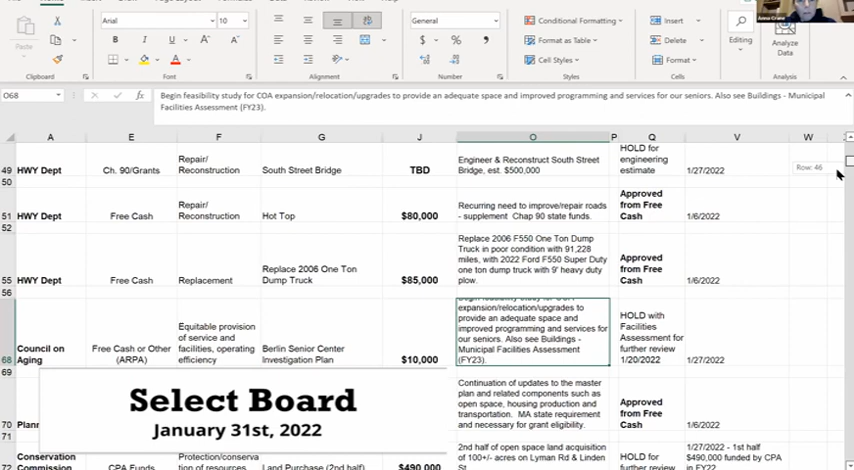 Arial
10
General
Conditional Formatting
Insert
Paste
B I U
Format as Table
Delete
Editing
Analyze
Data
Cell Styles
Format
Clipboard
Font
Alignment
Number
Styles
Cells
Analysis
O68
Begin feasibility study for COA expansion/relocation/upgrades to provide an adequate space and improved programming and services for our seniors. Also see Buildings - Municipal
Facilities Assessment (FY23).
A E F G J O P Q V W
49 HWY Dept Ch. 90/Grants Repair/ Reconstruction South Street Bridge TBD Engineer & Reconstruct South Street Bridge, est. $500,000 HOLD for engineering estimate 1/27/2022
Row: 46
50
51 HWY Dept Free Cash Repair/ Reconstruction Hot Top $80,000 Recurring need to improve/repair roads - supplement Chap 90 state funds. Approved from Free Cash 1/6/2022
52
55 HWY Dept Free Cash Replacement Replace 2006 One Ton Dump Truck $85,000 Replace 2006 F550 One Ton Dump Truck in poor condition with 91,228 miles, with 2022 Ford F550 Super Duty one ton dump truck with 9' heavy duty plow. Approved from Free Cash 1/6/2022
56
68 Council on Aging Free Cash or Other (ARPA) Equitable provision of service and facilities, operating efficiency Berlin Senior Center Investigation Plan $10,000 Begin feasibility study for COA expansion/relocation/upgrades to provide an adequate space and improved programming and services for our seniors. Also see Buildings - Municipal Facilities Assessment (FY23). HOLD with Facilities Assessment for further review 1/20/2022 1/27/2022
69
70 Plann Continuation of updates to the master plan and related components such as open space, housing production and transportation. MA state requirement and necessary for grant eligibility. Approved from Free Cash 1/6/2022
71
72 Conservation Commission CPA Funds Protection/conserva tion of resources Land Purchase (2nd half) $490,000 2nd half of open space land acquisition of 100+/- acres on Lyman Rd & Linden St HOLD for further 1/27/2022 - 1st half $490,000 funded by CPA in FY22
Select Board
January 31st, 2022